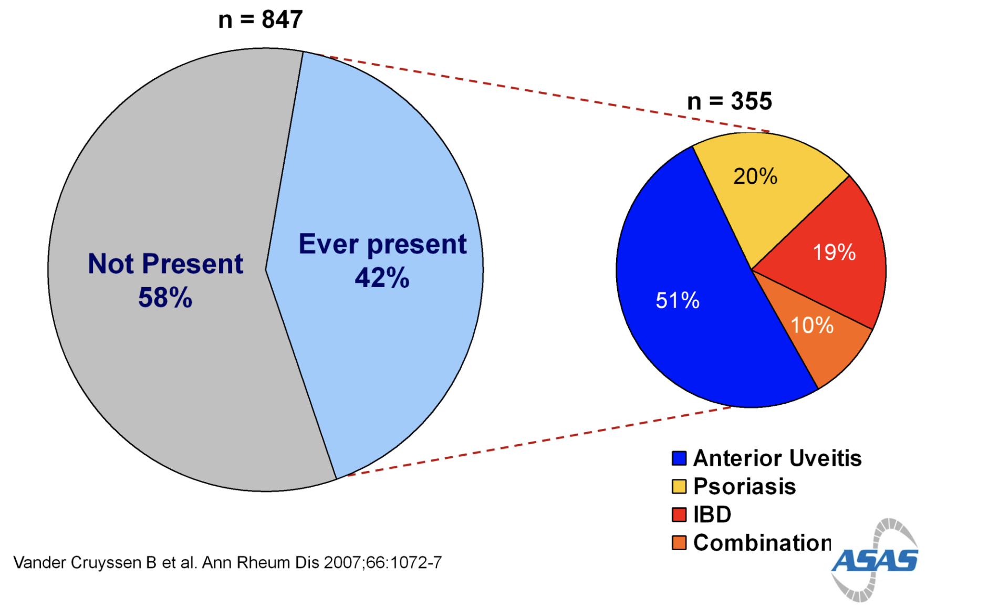 n = 847
n = 355
Not Present
58%
Ever present
42%
20%
19%
51%
10%
Anterior Uveitis
Psoriasis
IBD
Combination
Vander Cruyssen B et al. Ann Rheum Dis 2007;66:1072-7
ASAS